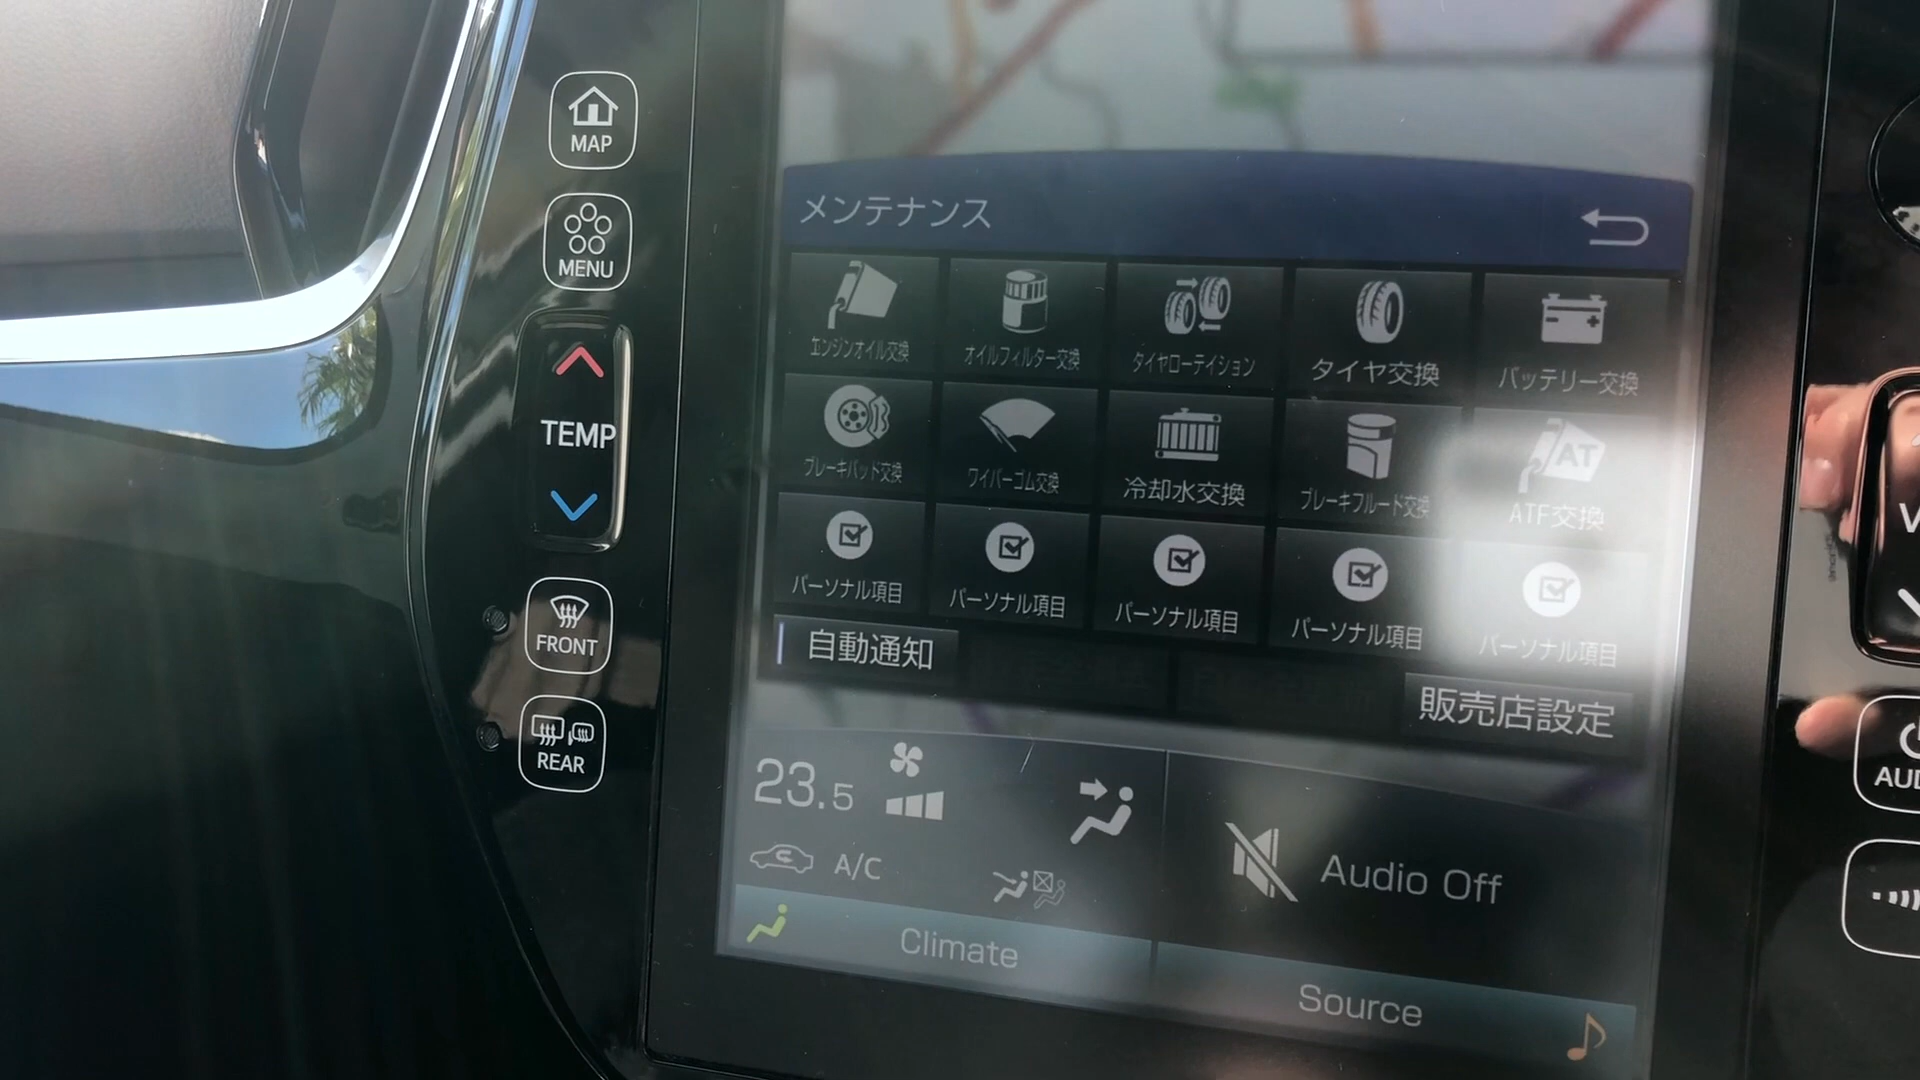 MAP
MENU
TEMP
FRONT
REAR
メンテナンス
エンジンオイル交換
オイルフィルター交換
タイヤローテイション
タイヤ交換
バッテリー交換
ブレーキパッド交換
ワイパーゴム交換
冷却水交換
ブレーキフルード交換
AT
ATF交換
パーソナル項目
パーソナル項目
パーソナル項目
パーソナル項目
パーソナル項目
自動通知
販売店設定
23.5
A/C
Audio Off
Climate
Source